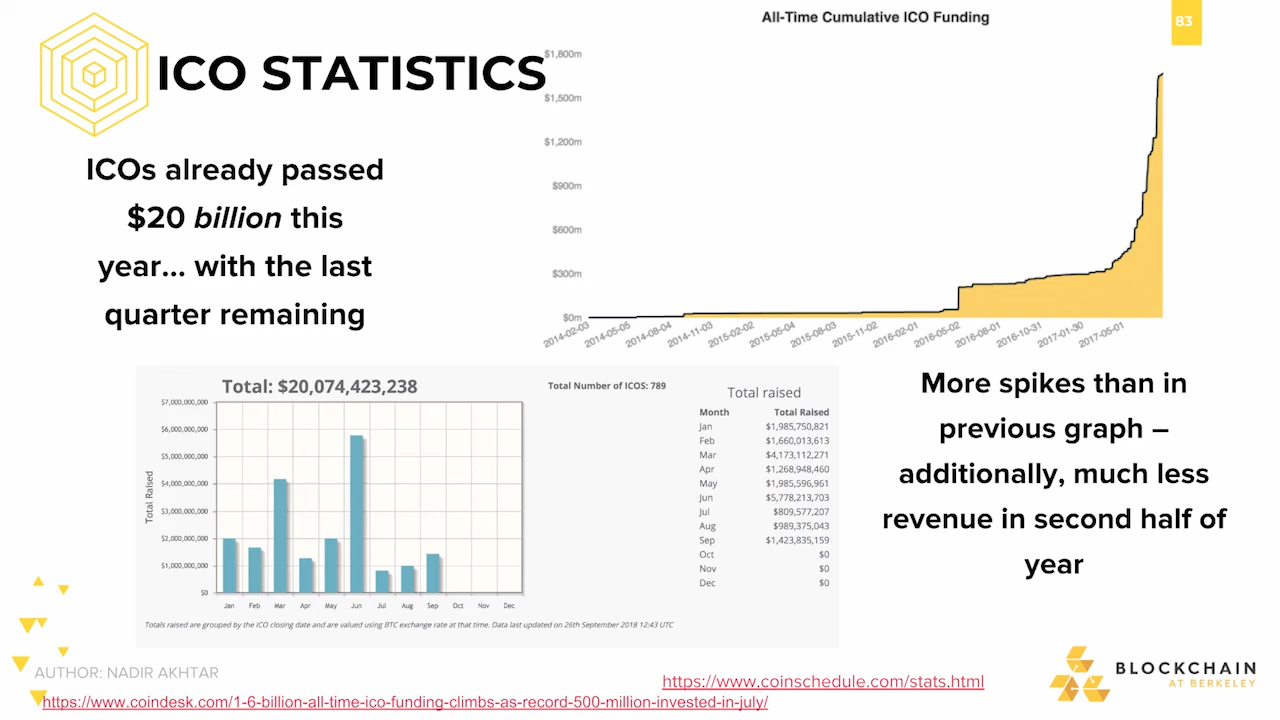 83
ICO STATISTICS
ICOs already passed
$20 billion this
year... with the last
quarter remaining
All-Time Cumulative ICO Funding
$1,800m
$1,500m
$1,200m
$900m
$600m
$300m
$0m
2014-02-03
2014-05-05
2014-08-04
2014-11-03
2015-02-02
2015-05-04
2015-08-03
2015-11-02
2016-02-01
2016-05-02
2016-08-01
2016-10-31
2017-01-30
2017-05-01
Total: $20,074,423,238
Total Raised
$7,000,000,000
$6,000,000,000
$5,000,000,000
$4,000,000,000
$3,000,000,000
$2,000,000,000
$1,000,000,000
$0
Jan Feb Mar Apr May Jun Jul Aug Sep Oct Nov Dec
Total Number of ICOS: 789
Total raised
Month Total Raised
Jan $1,985,750,821
Feb $1,660,013,613
Mar $4,173,112,271
Apr $1,268,948,460
May $1,985,596,961
Jun $5,778,213,703
Jul $809,577,207
Aug $989,375,043
Sep $1,423,835,159
Oct $0
Nov $0
Dec $0
Totals raised are grouped by the ICO closing date and are valued using BTC exchange rate at that time. Data last updated on 26th September 2018 12:43 UTC
More spikes than in
previous graph –
additionally, much less
revenue in second half of
year
AUTHOR: NADIR AKHTAR
https://www.coinschedule.com/stats.html
https://www.coindesk.com/1-6-billion-all-time-ico-funding-climbs-as-record-500-million-invested-in-july/
BLOCKCHAIN
AT BERKELEY